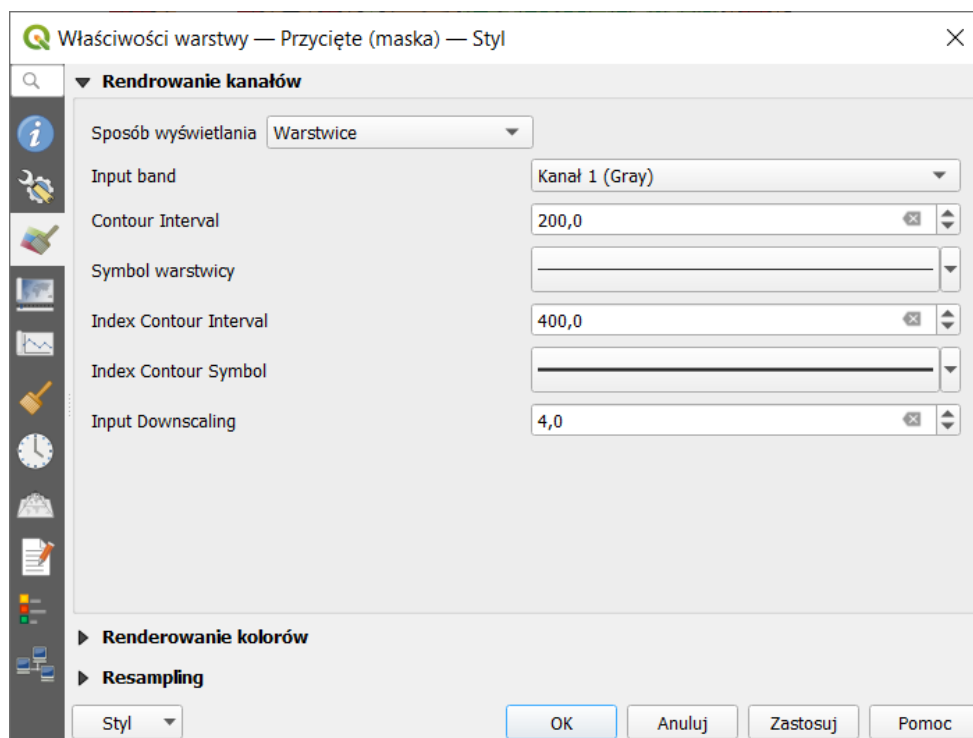 Właściwości warstwy — Przycięte (maska) — Styl
Rendrowanie kanałów
Sposób wyświetlania Warstwice
Input band Kanał 1 (Gray)
Contour Interval 200,0
Symbol warstwicy
Index Contour Interval 400,0
Index Contour Symbol
Input Downscaling 4,0
Renderowanie kolorów
Resampling
Styl OK Anuluj Zastosuj Pomoc